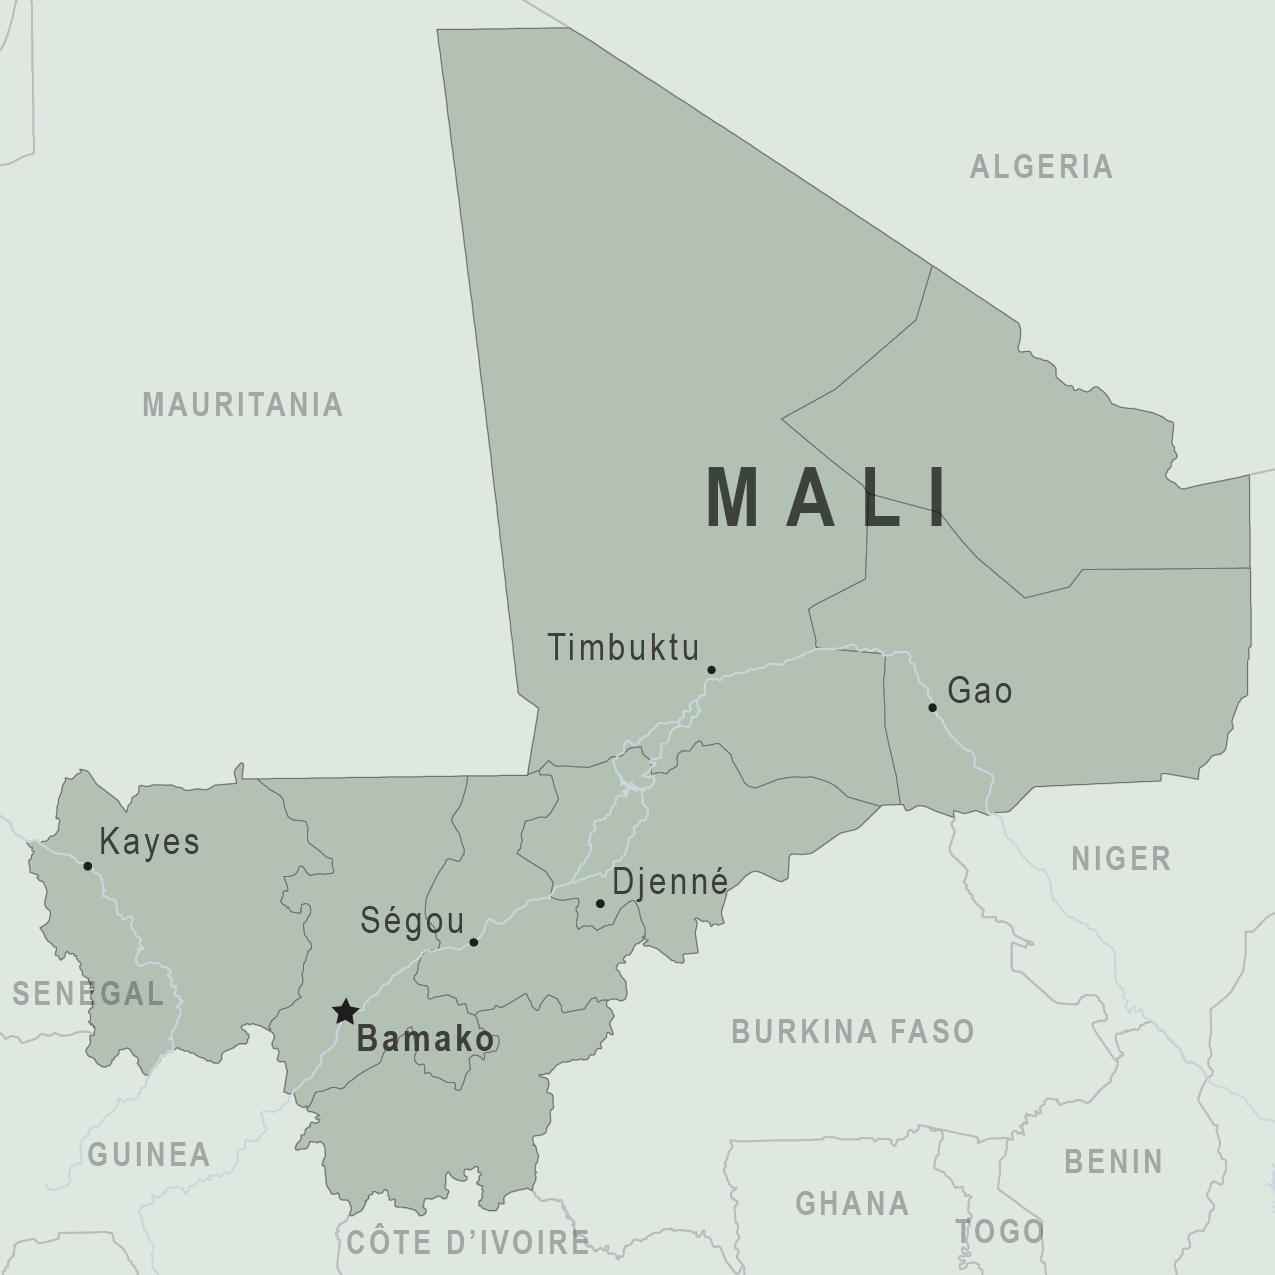 ALGERIA
MAURITANIA
MALI
Timbuktu
Gao
Kayes
NIGER
Djenné
Ségou
SENEGAL
BURKINA FASO
Bamako
GUINEA
BENIN
GHANA
TOGO
CÔTE D’IVOIRE